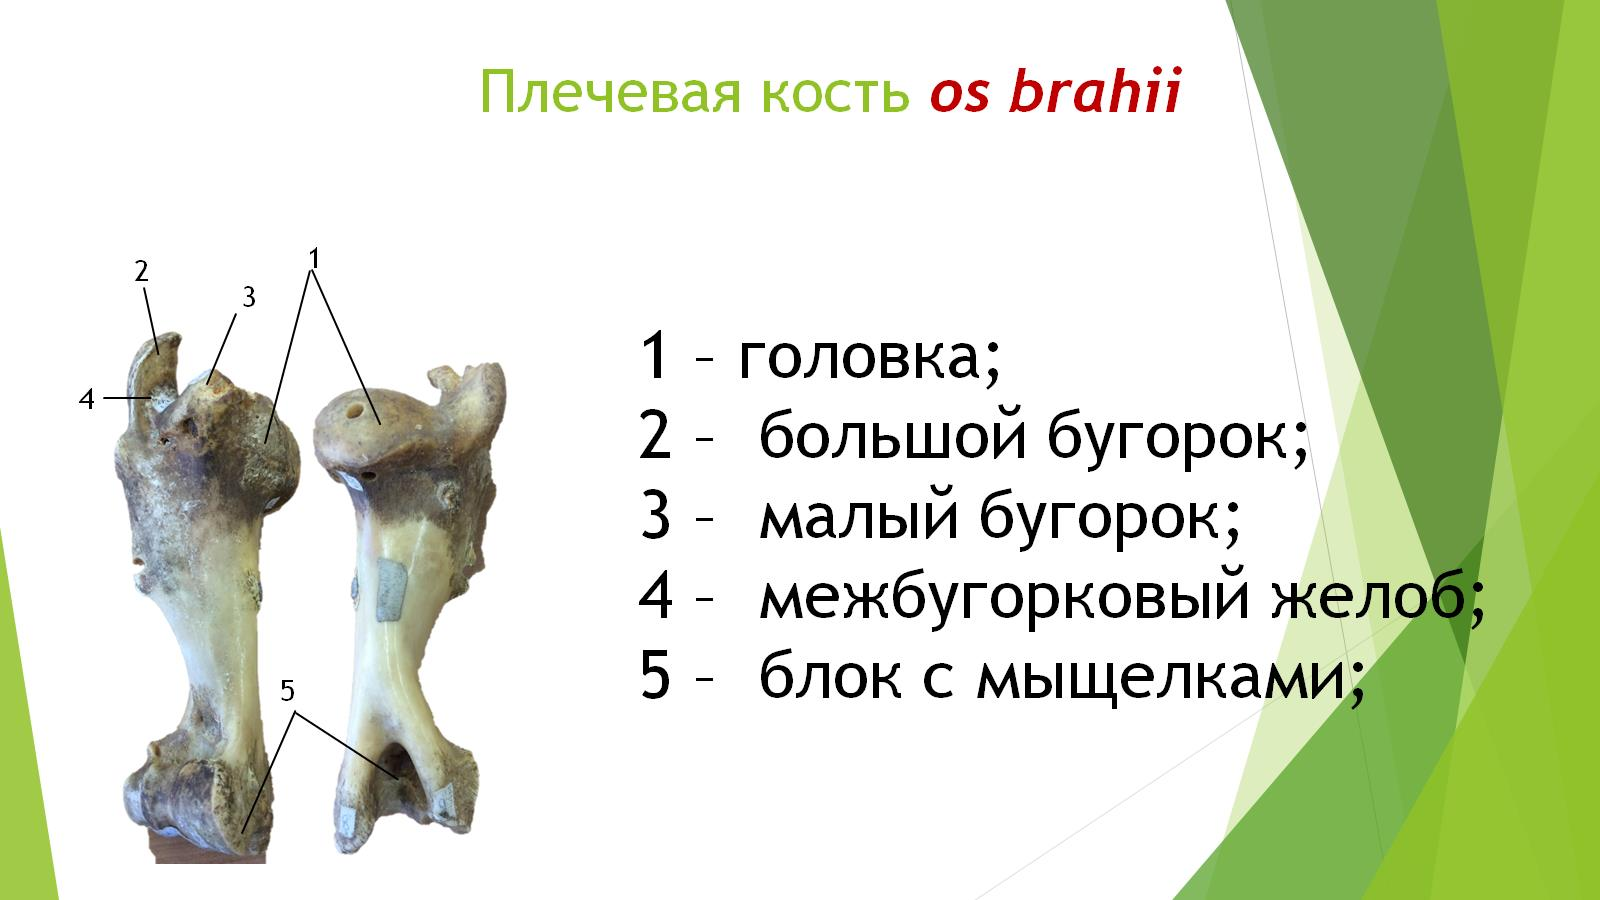 Плечевая кость os brahii
1
2
3
4
5
1 – головка;
2 – большой бугорок;
3 – малый бугорок;
4 – межбугорковый желоб;
5 – блок с мыщелками;